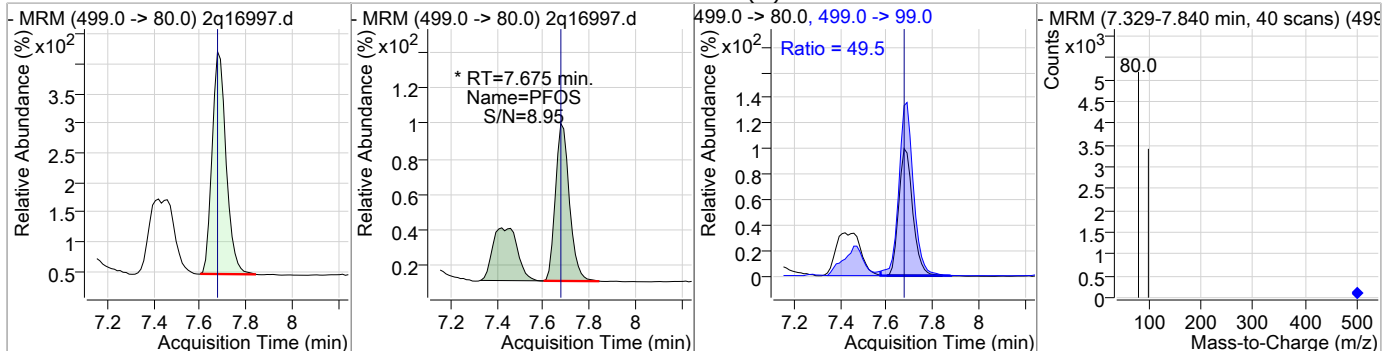 - MRM (499.0 -> 80.0) 2q16997.d
Relative Abundance (%)
x10²
3.5
3
2.5
2
1.5
1
0.5
7.2 7.4 7.6 7.8 8
Acquisition Time (min)
- MRM (499.0 -> 80.0) 2q16997.d
Relative Abundance (%)
x10²
* RT=7.675 min.
Name=PFOS
S/N=8.95
1.2
1
0.8
0.6
0.4
0.2
7.2 7.4 7.6 7.8 8
Acquisition Time (min)
499.0 -> 80.0, 499.0 -> 99.0
Relative Abundance (%)
x10²
Ratio = 49.5
1.4
1.2
1
0.8
0.6
0.4
0.2
0
7.2 7.4 7.6 7.8 8
Acquisition Time (min)
- MRM (7.329-7.840 min, 40 scans) (499
Counts
x10³
80.0
5
4.5
4
3.5
3
2.5
2
1.5
1
0.5
0
100 200 300 400 500
Mass-to-Charge (m/z)